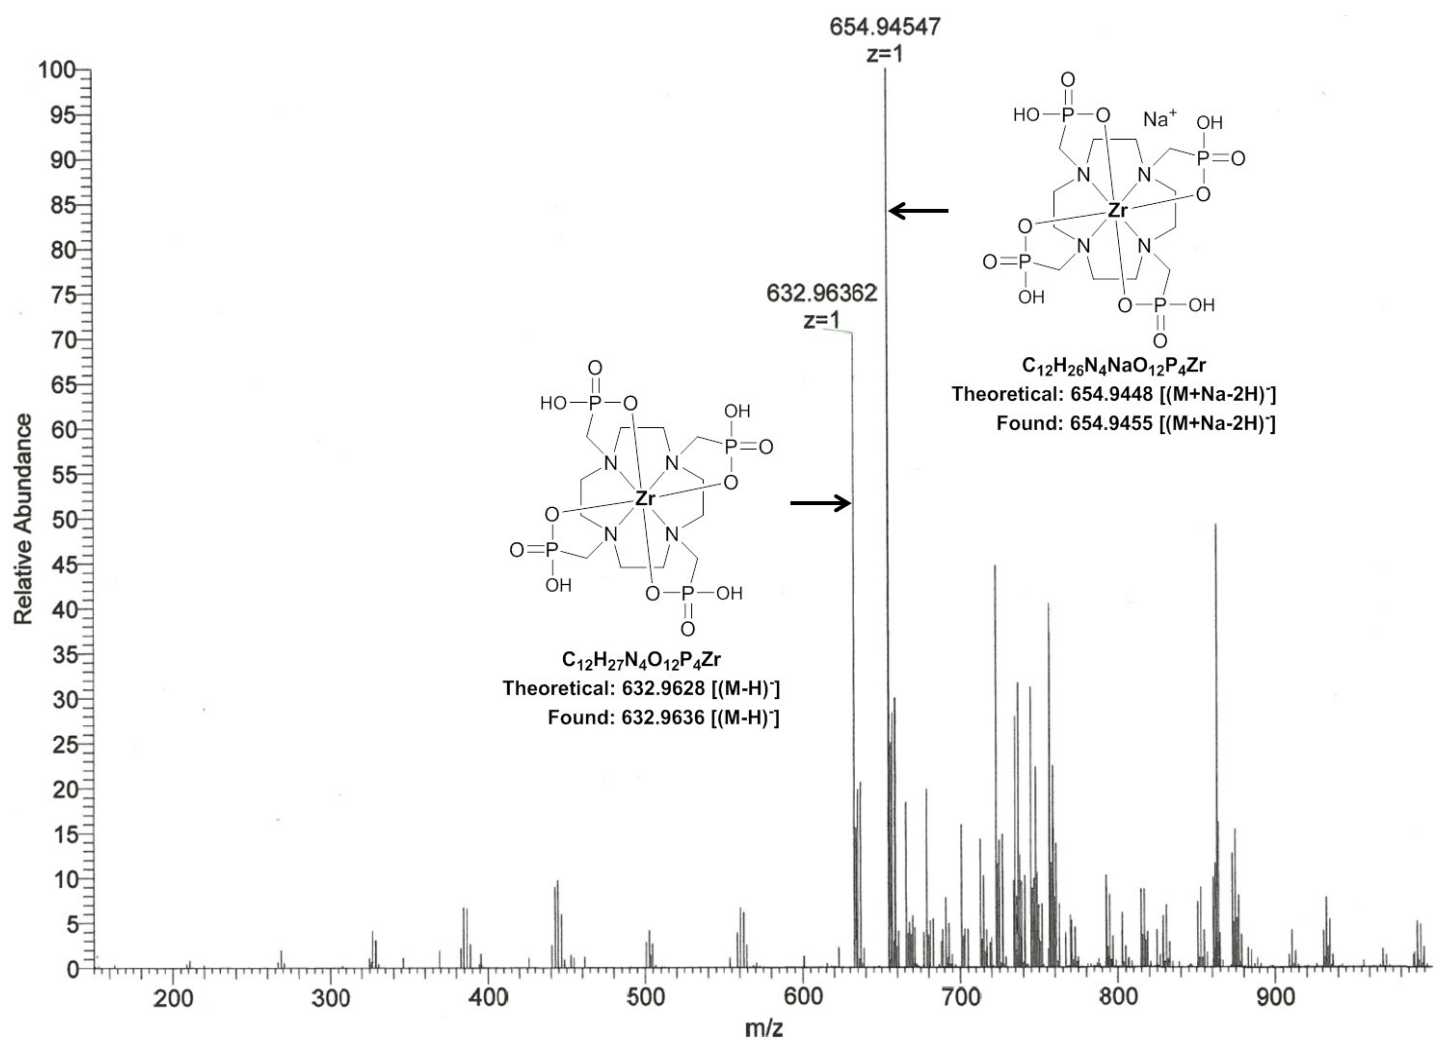 654.94547
z=1
632.96362
z=1
Relative Abundance
100
95
90
85
80
75
70
65
60
55
50
45
40
35
30
25
20
15
10
5
0
O
HO P O
Na⁺
OH
P O
N N
O
Zr
O
N N
O P
OH
O P OH
O
C₁₂H₂₆N₄NaO₁₂P₄Zr
Theoretical: 654.9448 [(M+Na-2H)⁻]
Found: 654.9455 [(M+Na-2H)⁻]
O
HO P O
OH
P O
N N
O
Zr
O
N N
O P
OH
O P OH
O
C₁₂H₂₇N₄O₁₂P₄Zr
Theoretical: 632.9628 [(M-H)⁻]
Found: 632.9636 [(M-H)⁻]
200 300 400 500 600 700 800 900
m/z